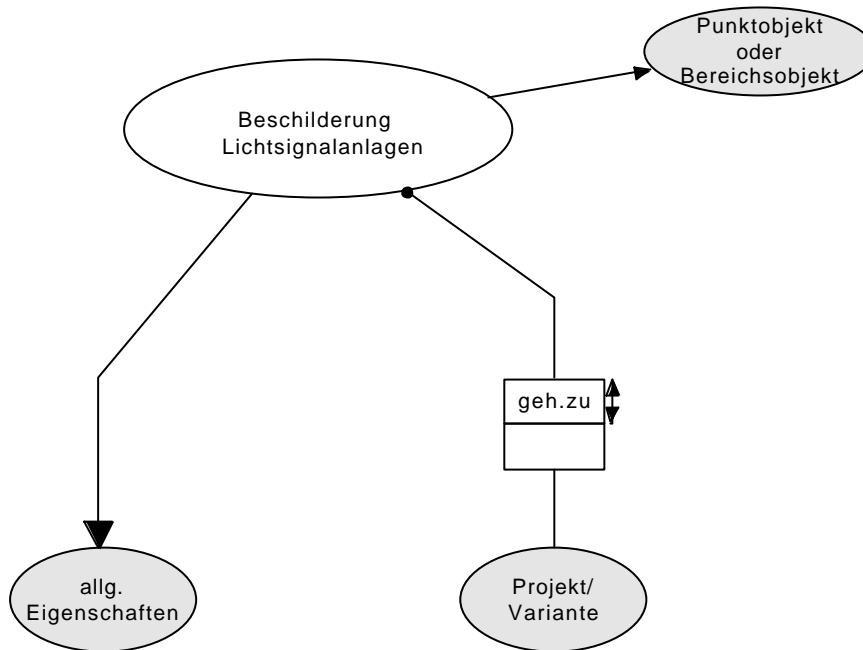 Punktobjekt
oder
Bereichsobjekt
Beschilderung
Lichtsignalanlagen
geh.zu
allg.
Eigenschaften
Projekt/
Variante